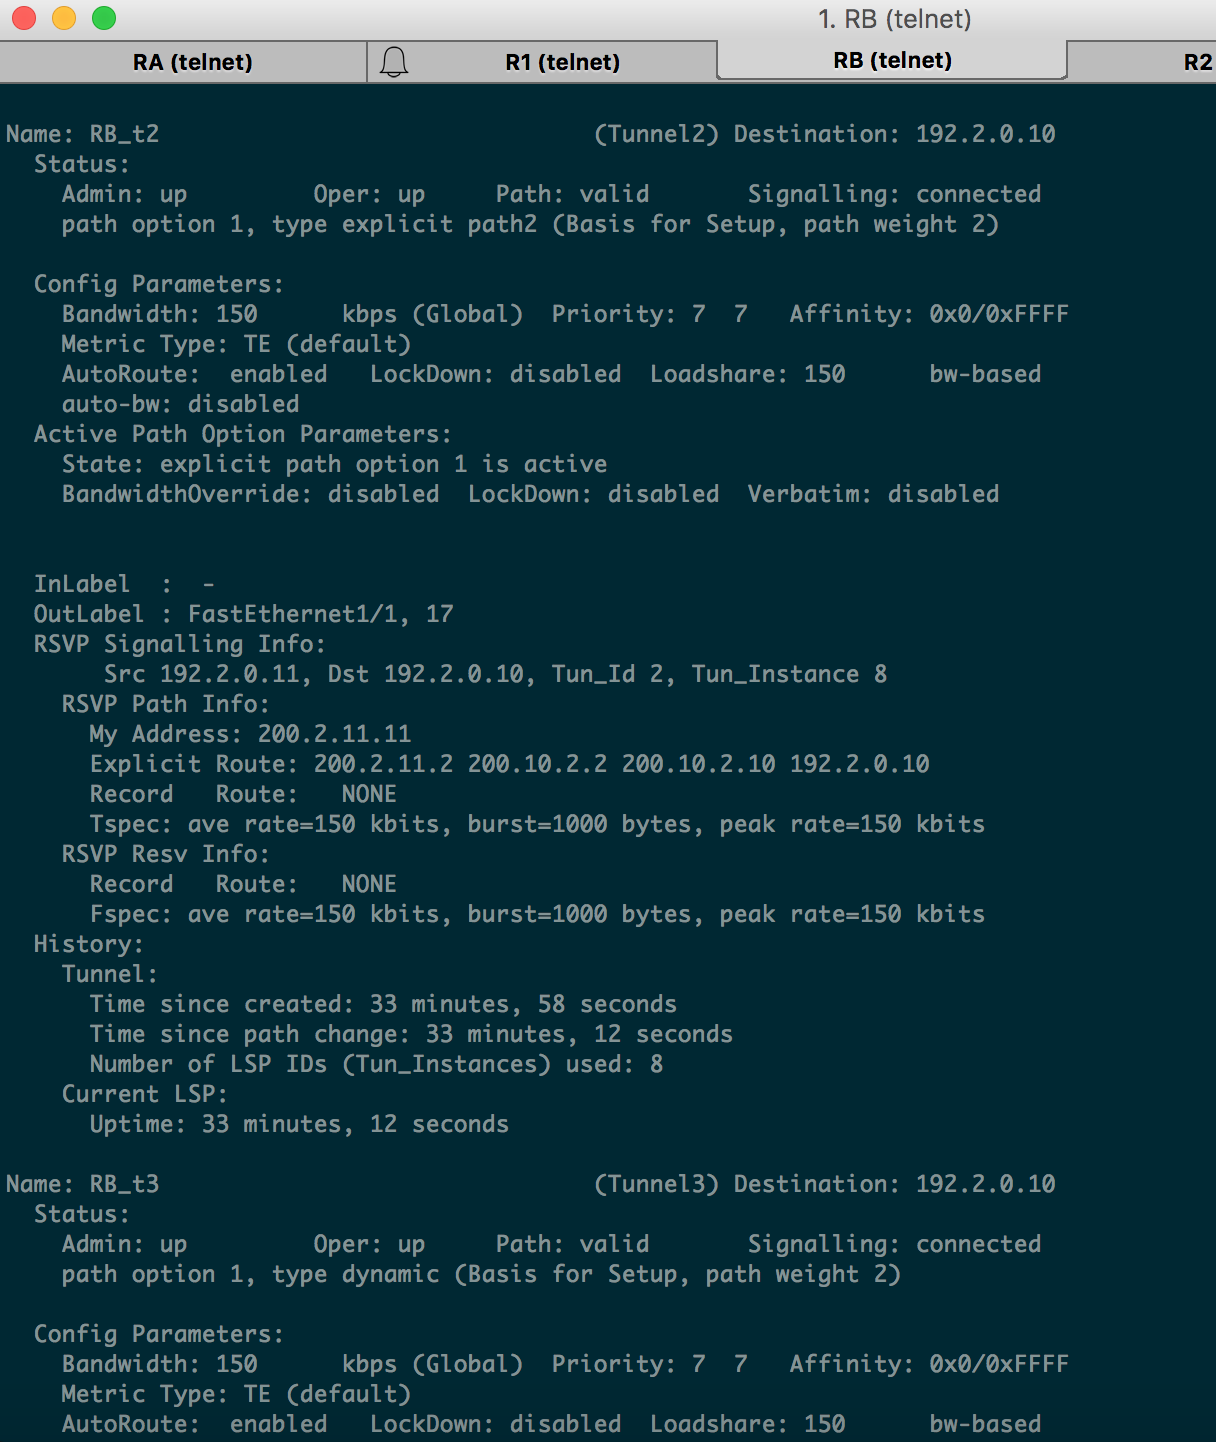 1. RB (telnet)
RA (telnet) R1 (telnet) RB (telnet) R2
Name: RB_t2 (Tunnel2) Destination: 192.2.0.10
Status:
Admin: up Oper: up Path: valid Signalling: connected
path option 1, type explicit path2 (Basis for Setup, path weight 2)
Config Parameters:
Bandwidth: 150 kbps (Global) Priority: 7 7 Affinity: 0x0/0xFFFF
Metric Type: TE (default)
AutoRoute: enabled LockDown: disabled Loadshare: 150 bw-based
auto-bw: disabled
Active Path Option Parameters:
State: explicit path option 1 is active
BandwidthOverride: disabled LockDown: disabled Verbatim: disabled
InLabel : -
OutLabel : FastEthernet1/1, 17
RSVP Signalling Info:
Src 192.2.0.11, Dst 192.2.0.10, Tun_Id 2, Tun_Instance 8
RSVP Path Info:
My Address: 200.2.11.11
Explicit Route: 200.2.11.2 200.10.2.2 200.10.2.10 192.2.0.10
Record Route: NONE
Tspec: ave rate=150 kbits, burst=1000 bytes, peak rate=150 kbits
RSVP Resv Info:
Record Route: NONE
Fspec: ave rate=150 kbits, burst=1000 bytes, peak rate=150 kbits
History:
Tunnel:
Time since created: 33 minutes, 58 seconds
Time since path change: 33 minutes, 12 seconds
Number of LSP IDs (Tun_Instances) used: 8
Current LSP:
Uptime: 33 minutes, 12 seconds
Name: RB_t3 (Tunnel3) Destination: 192.2.0.10
Status:
Admin: up Oper: up Path: valid Signalling: connected
path option 1, type dynamic (Basis for Setup, path weight 2)
Config Parameters:
Bandwidth: 150 kbps (Global) Priority: 7 7 Affinity: 0x0/0xFFFF
Metric Type: TE (default)
AutoRoute: enabled LockDown: disabled Loadshare: 150 bw-based